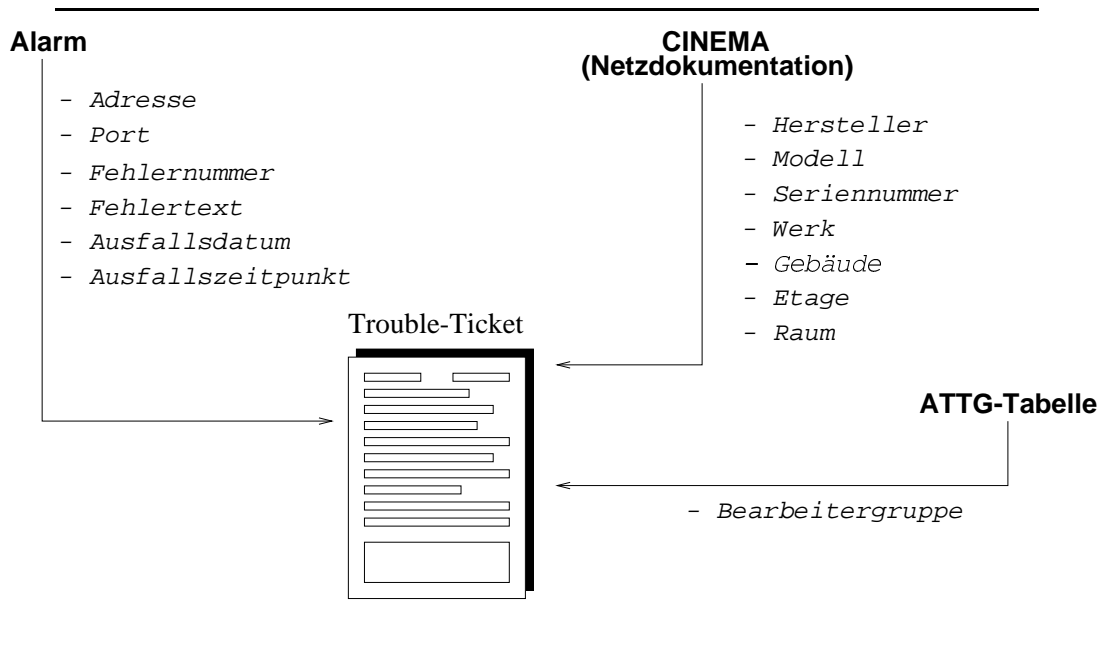 Alarm
- Adresse
- Port
- Fehlernummer
- Fehlertext
- Ausfallsdatum
- Ausfallszeitpunkt
CINEMA
(Netzdokumentation)
- Hersteller
- Modell
- Seriennummer
- Werk
- Gebäude
- Etage
- Raum
Trouble-Ticket
ATTG-Tabelle
- Bearbeitergruppe